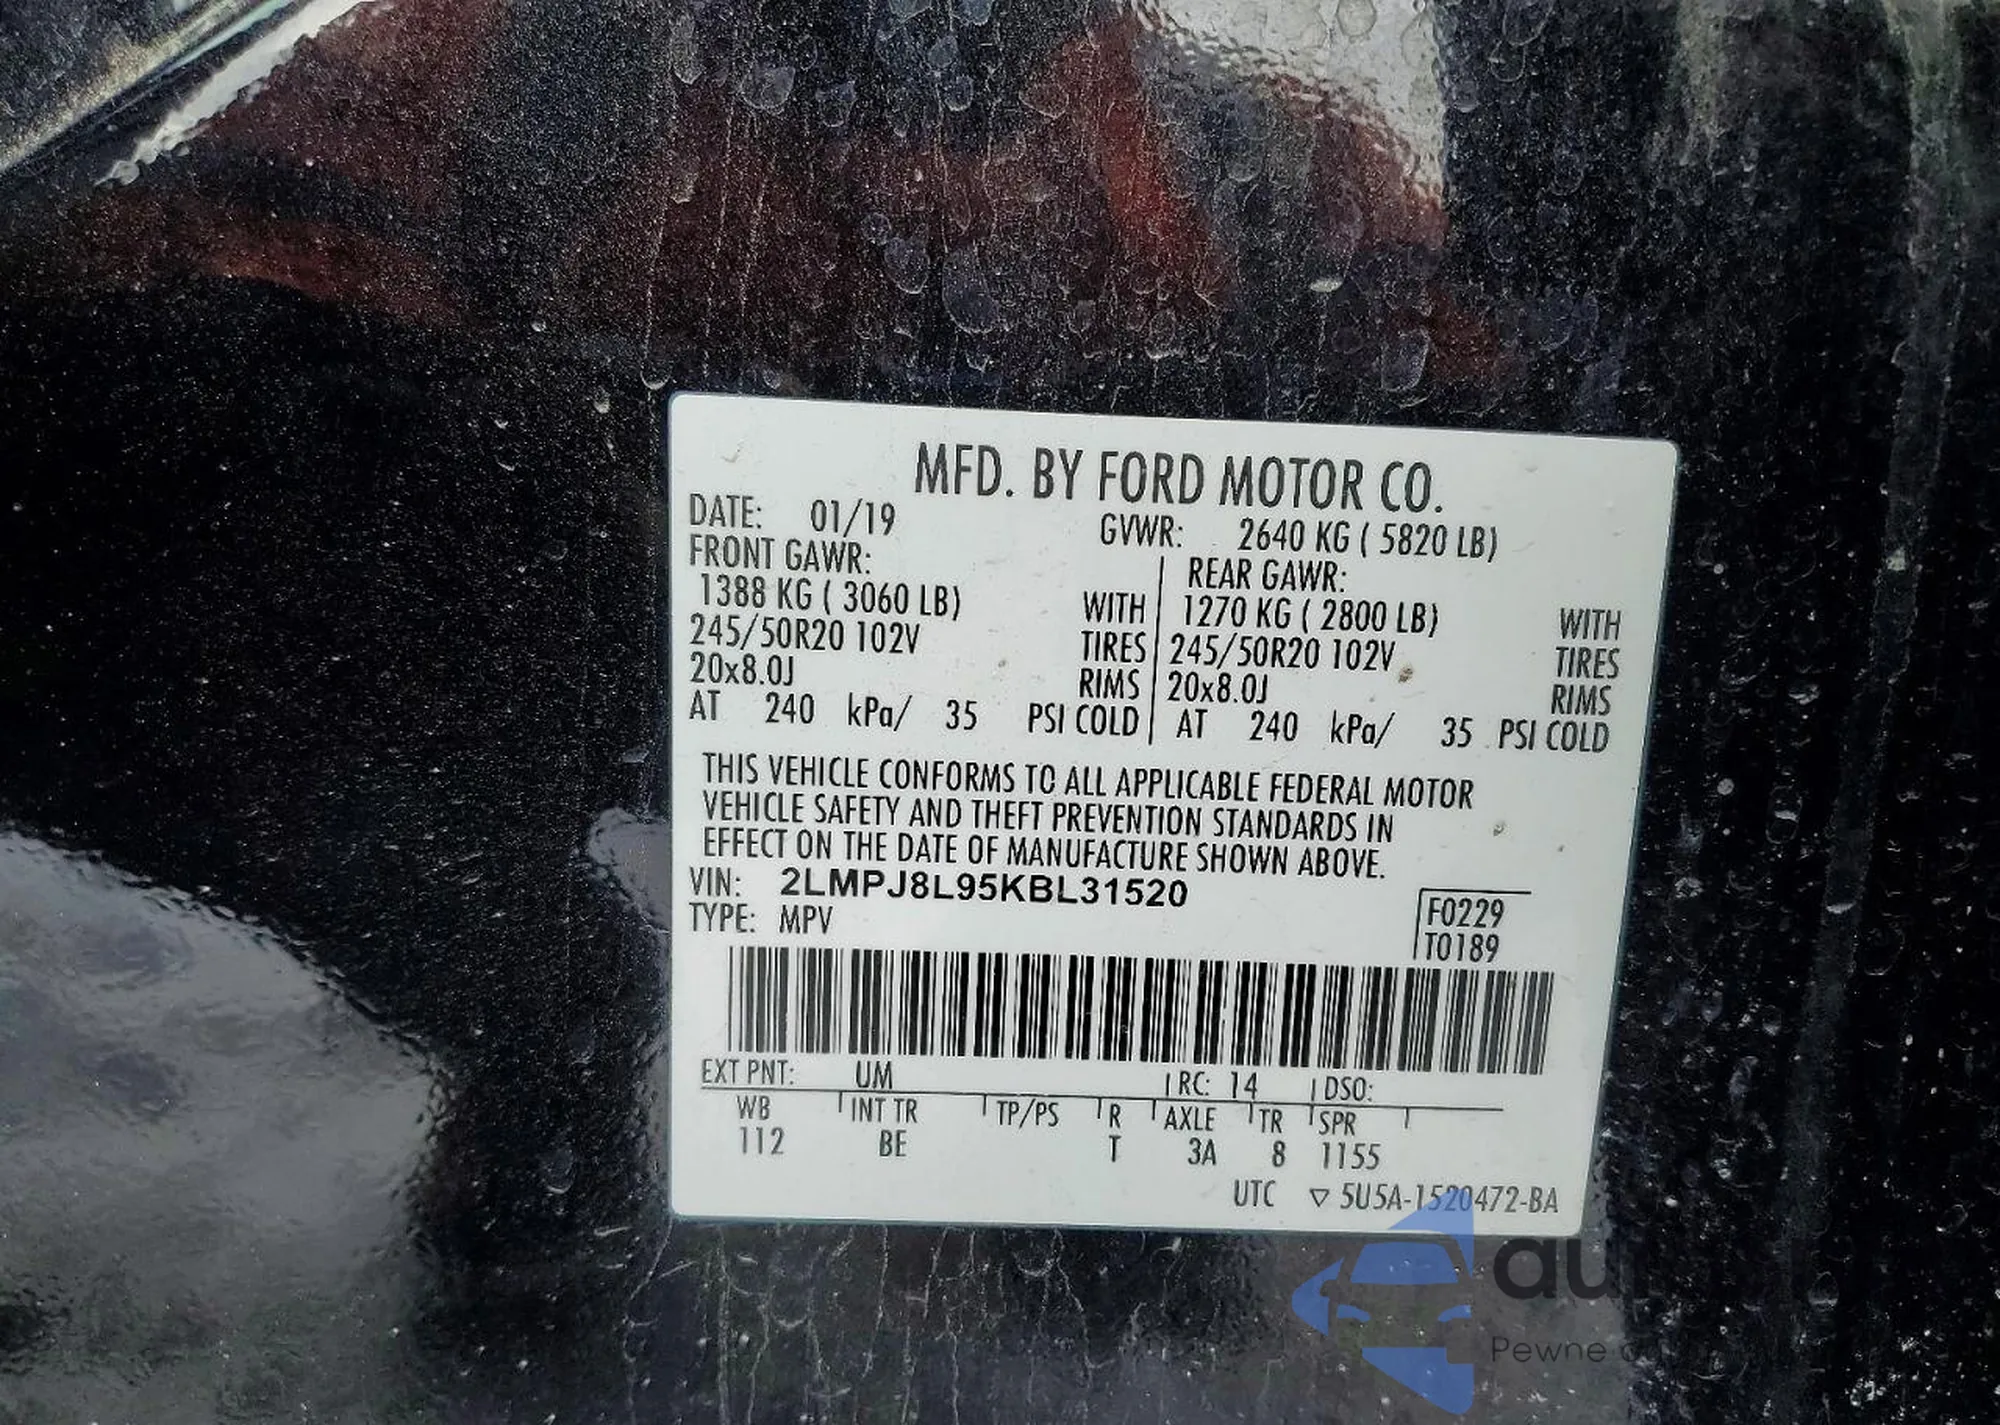 MFD. BY FORD MOTOR CO.
DATE: 01/19 GVWR: 2640 KG ( 5820 LB)
FRONT GAWR: REAR GAWR:
1388 KG ( 3060 LB) WITH 1270 KG ( 2800 LB) WITH
245/50R20 102V TIRES 245/50R20 102V TIRES
20x8.0J RIMS 20x8.0J RIMS
AT 240 kPa/ 35 PSI COLD AT 240 kPa/ 35 PSI COLD
THIS VEHICLE CONFORMS TO ALL APPLICABLE FEDERAL MOTOR
VEHICLE SAFETY AND THEFT PREVENTION STANDARDS IN
EFFECT ON THE DATE OF MANUFACTURE SHOWN ABOVE.
VIN: 2LMPJ8L95KBL31520
TYPE: MPV
F0229
T0189
EXT PNT: UM RC: 14 DSO:
WB INT TR TP/PS R AXLE TR SPR
112 BE T 3A 8 1155
UTC ▽ 5U5A-1520472-BA
Pewne